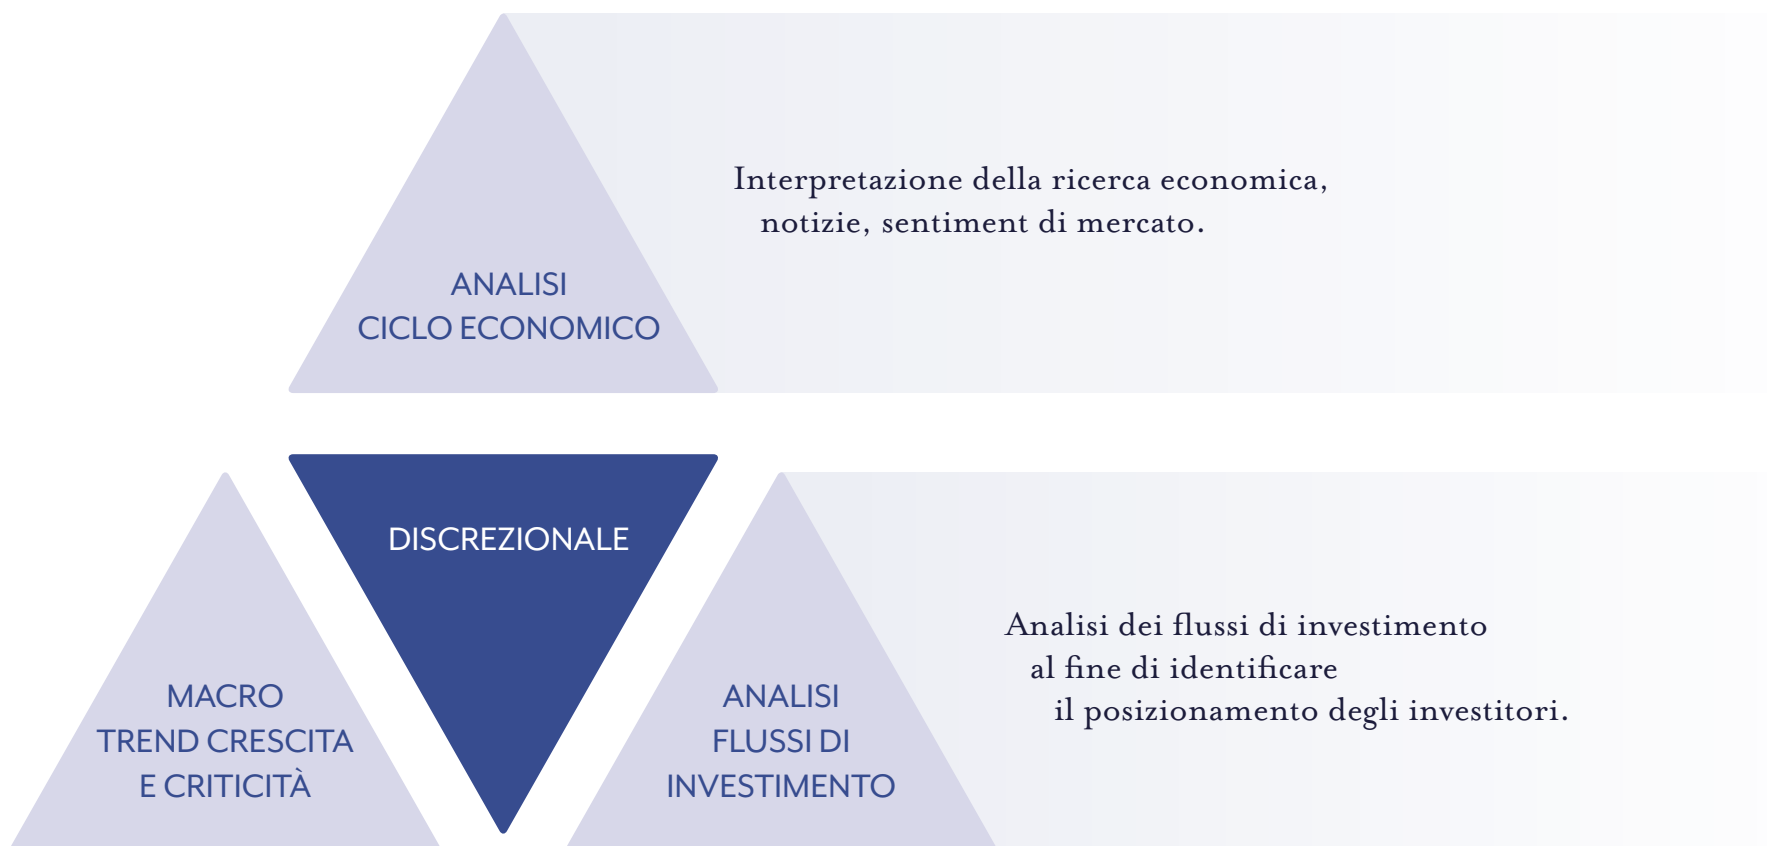 Interpretazione della ricerca economica,
notizie, sentiment di mercato.
ANALISI
CICLO ECONOMICO
DISCREZIONALE
MACRO
TREND CRESCITA
E CRITICITÀ
ANALISI
FLUSSI DI
INVESTIMENTO
Analisi dei flussi di investimento
al fine di identificare
il posizionamento degli investitori.